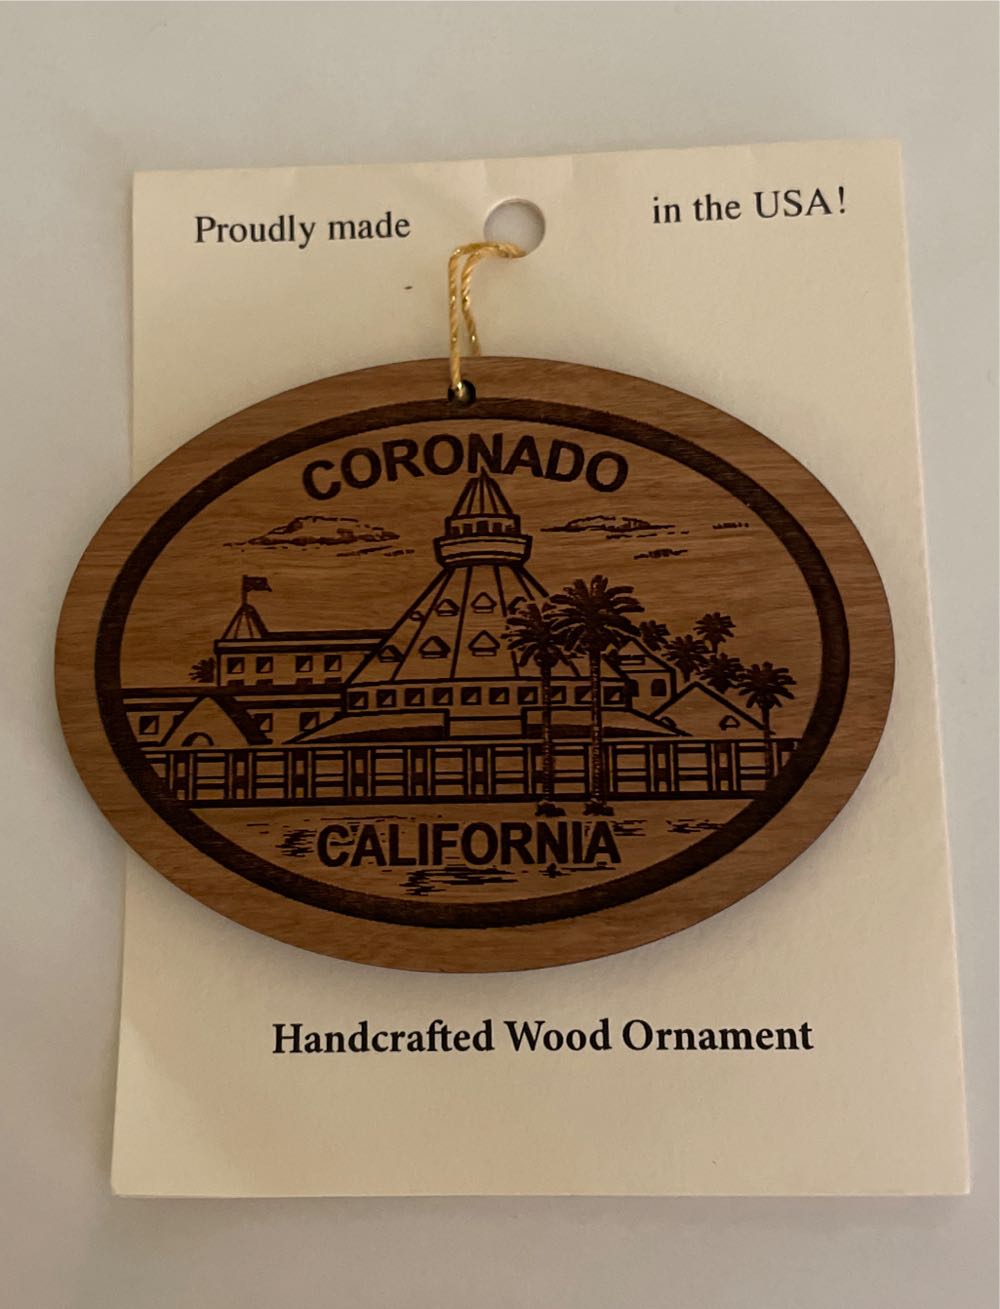 Proudly made in the USA!
CORONADO
CALIFORNIA
Handcrafted Wood Ornament